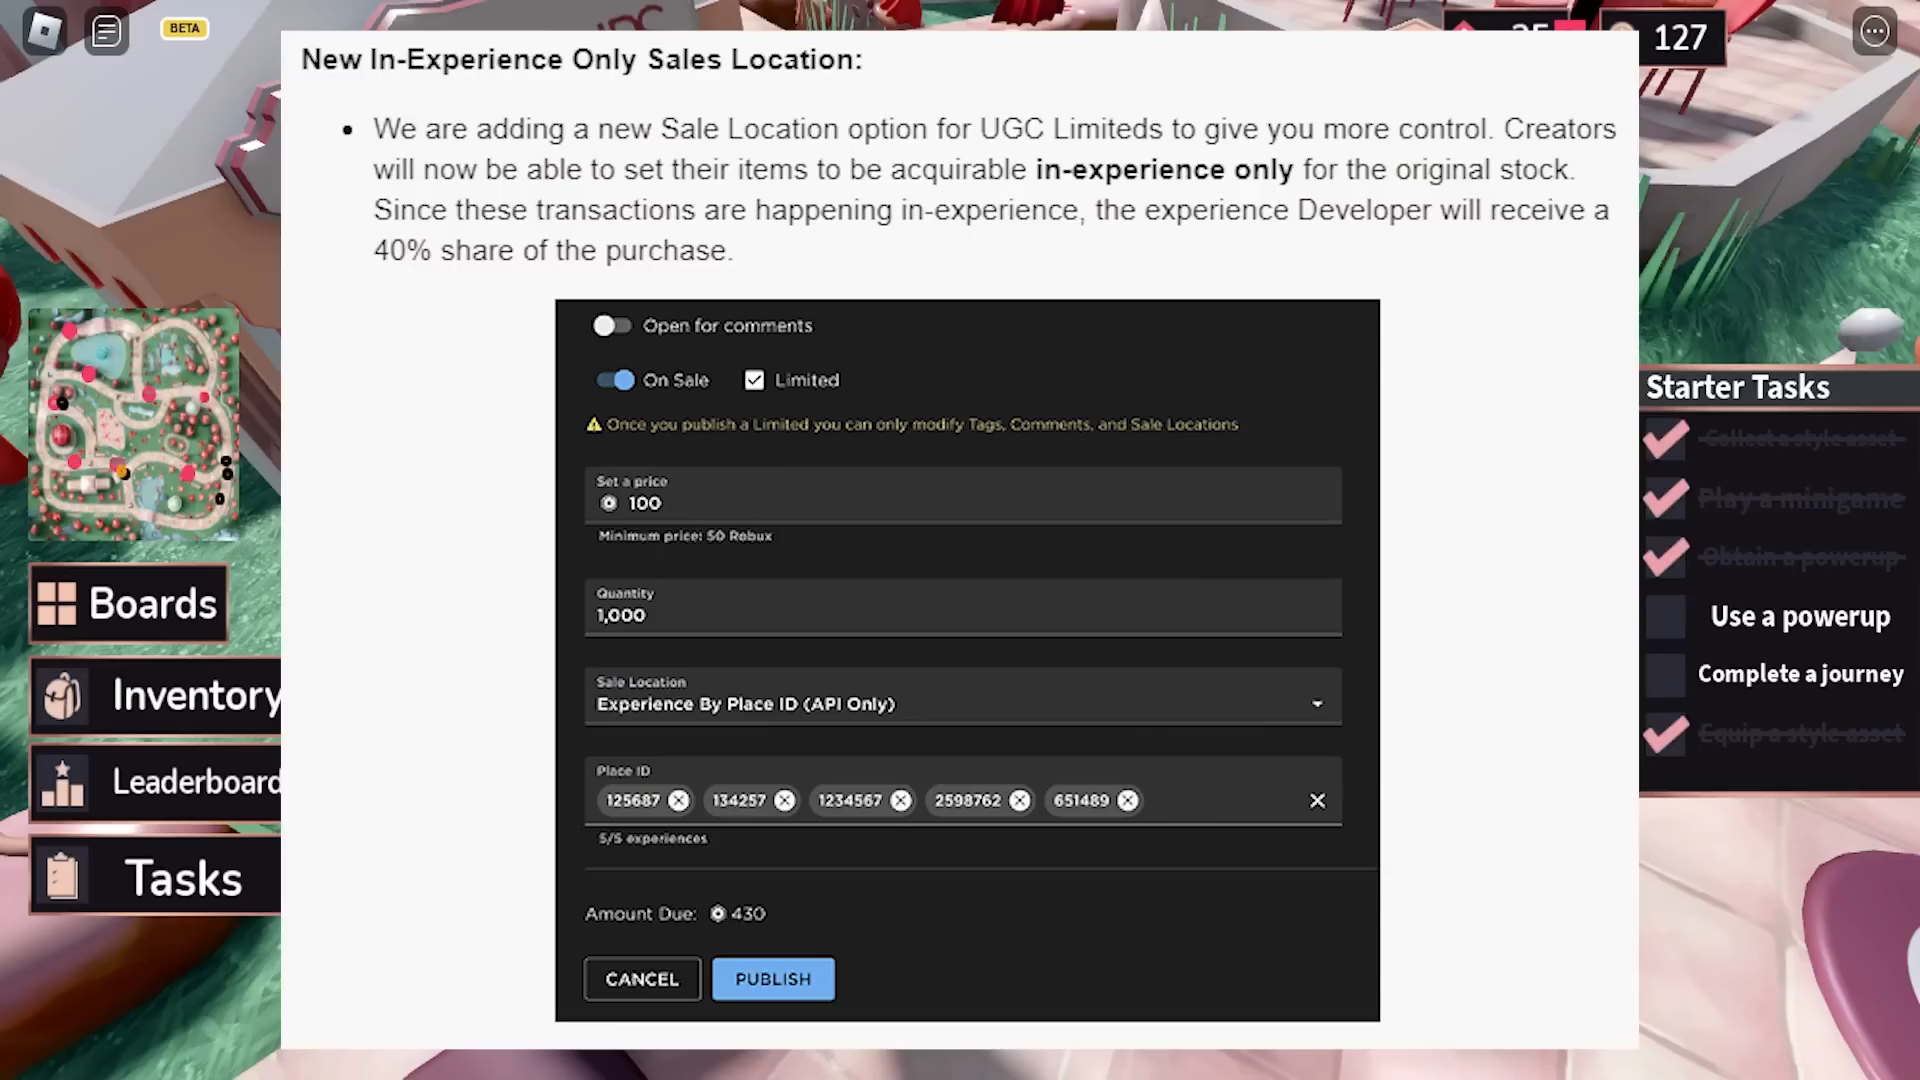 BETA
127
New In-Experience Only Sales Location:
• We are adding a new Sale Location option for UGC Limiteds to give you more control. Creators
will now be able to set their items to be acquirable in-experience only for the original stock.
Since these transactions are happening in-experience, the experience Developer will receive a
40% share of the purchase.
Open for comments
On Sale Limited
Once you publish a Limited you can only modify Tags, Comments, and Sale Locations
Set a price
100
Minimum price: 50 Robux
Quantity
1,000
Sale Location
Experience By Place ID (API Only)
Place ID
125687 134257 1234567 2598762 651489
5/5 experiences
Amount Due: 430
CANCEL PUBLISH
Boards
Inventory
Leaderboard
Tasks
Starter Tasks
Collect a style asset
Play a minigame
Obtain a powerup
Use a powerup
Complete a journey
Equip a style asset